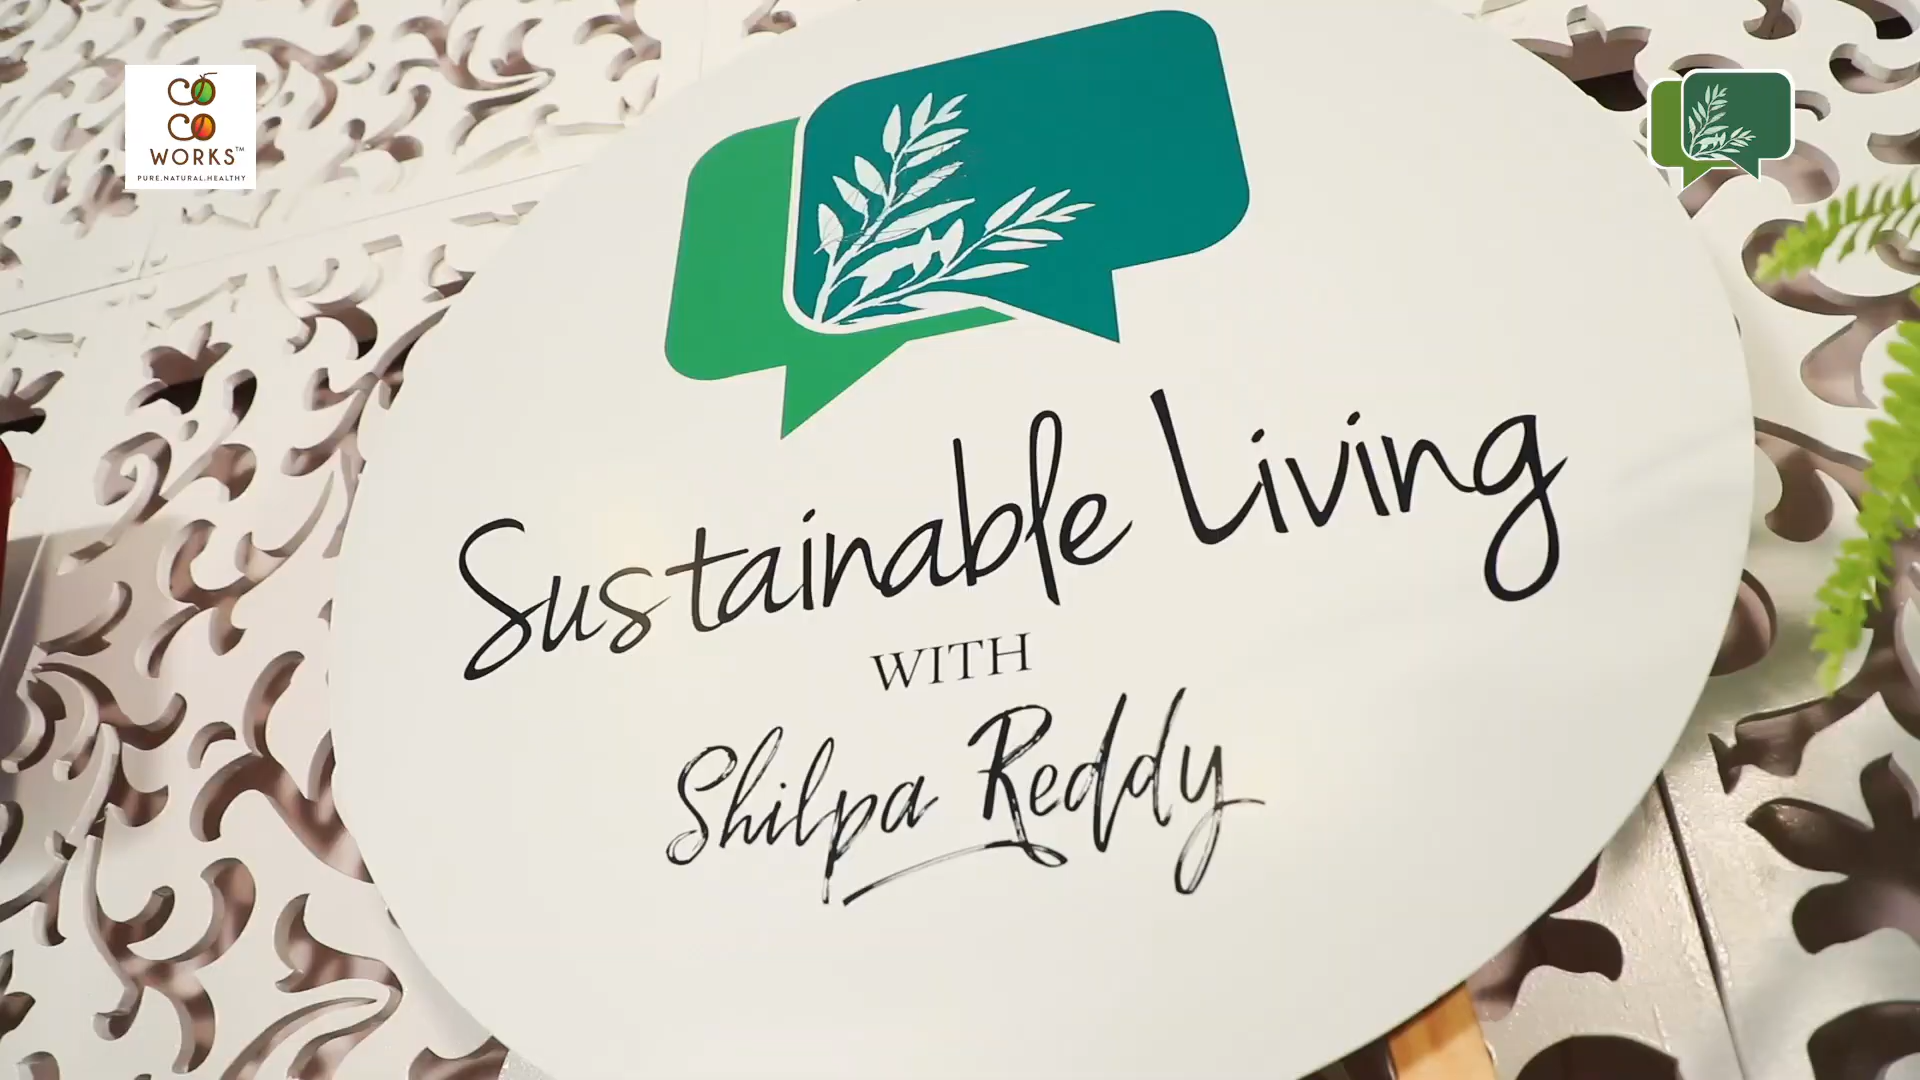 CO
CO
WORKS™
PURE.NATURAL.HEALTHY
Sustainable Living
WITH
Shilpa Reddy